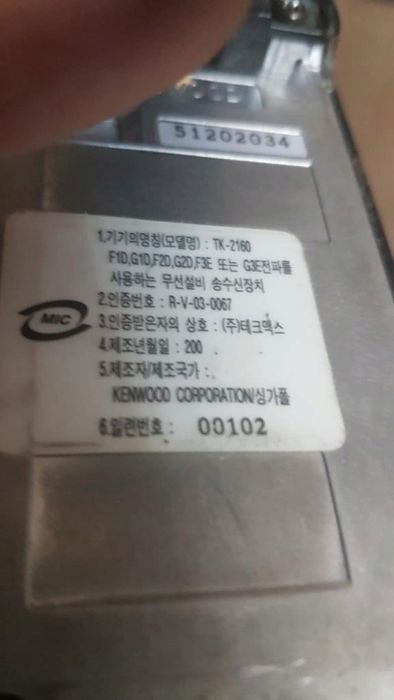 51202034
1.기기의명칭(모델명) : TK-2160
F1D,G1D,F2D,G2D,F3E 또는 G3E전파를
사용하는 무선설비 송수신장치
2.인증번호 : R-V-03-0067
MIC
3.인증받은자의 상호 : (주)테크맥스
4.제조년월일 : 200
5.제조자/제조국가 : .
KENWOOD CORPORATION/싱가폴
6.일련번호 : 00102